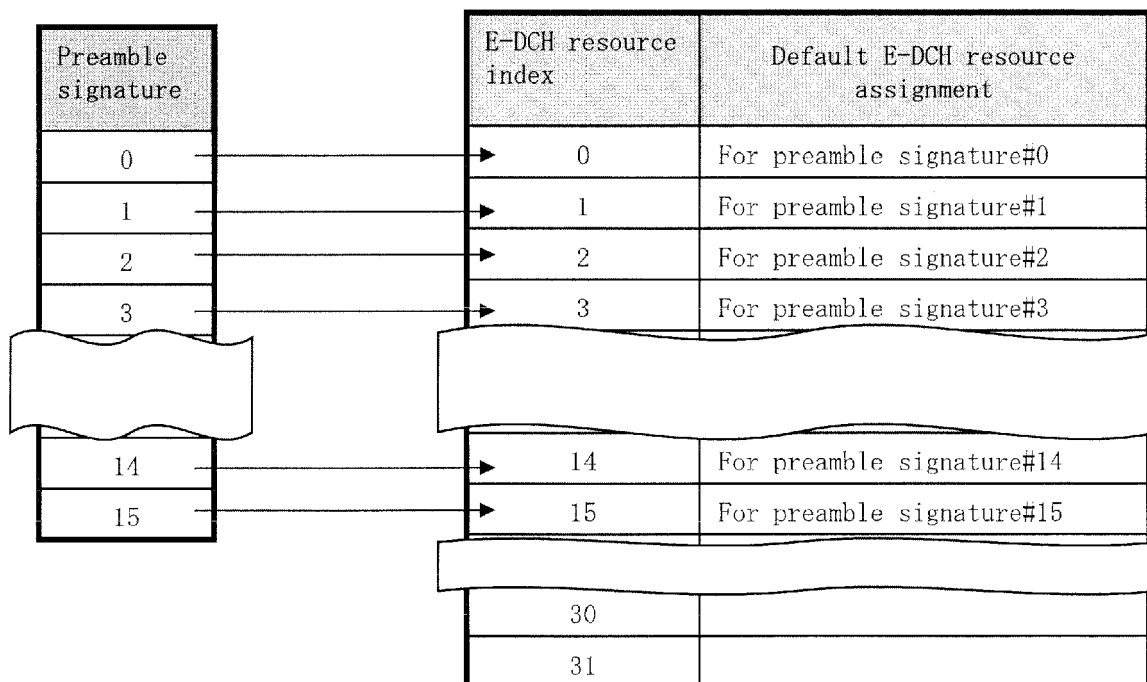 Preamble
signature
0
1
2
3
14
15
E-DCH resource
index
Default E-DCH resource
assignment
0 For preamble signature#0
1 For preamble signature#1
2 For preamble signature#2
3 For preamble signature#3
14 For preamble signature#14
15 For preamble signature#15
30
31